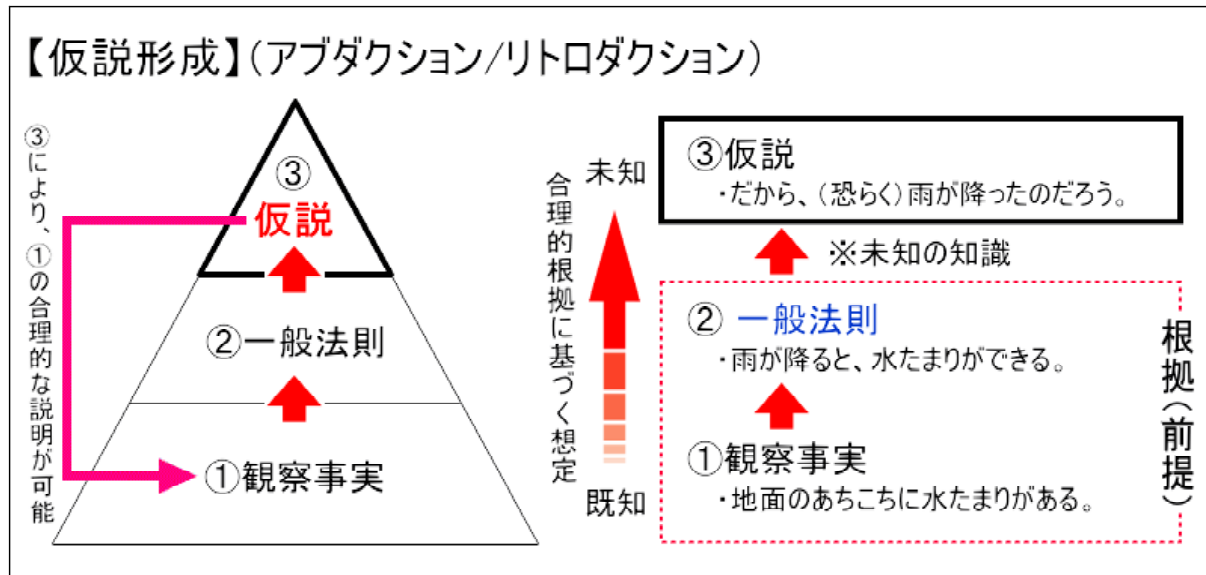 【仮説形成】(アブダクション/リトロダクション)
③により、①の合理的な説明が可能
③
仮説
②一般法則
①観察事実
合理的根拠に基づく想定
未知
既知
③仮説
・だから、(恐らく)雨が降ったのだろう。
※未知の知識
② 一般法則
・雨が降ると、水たまりができる。
①観察事実
・地面のあちこちに水たまりがある。
根拠(前提)